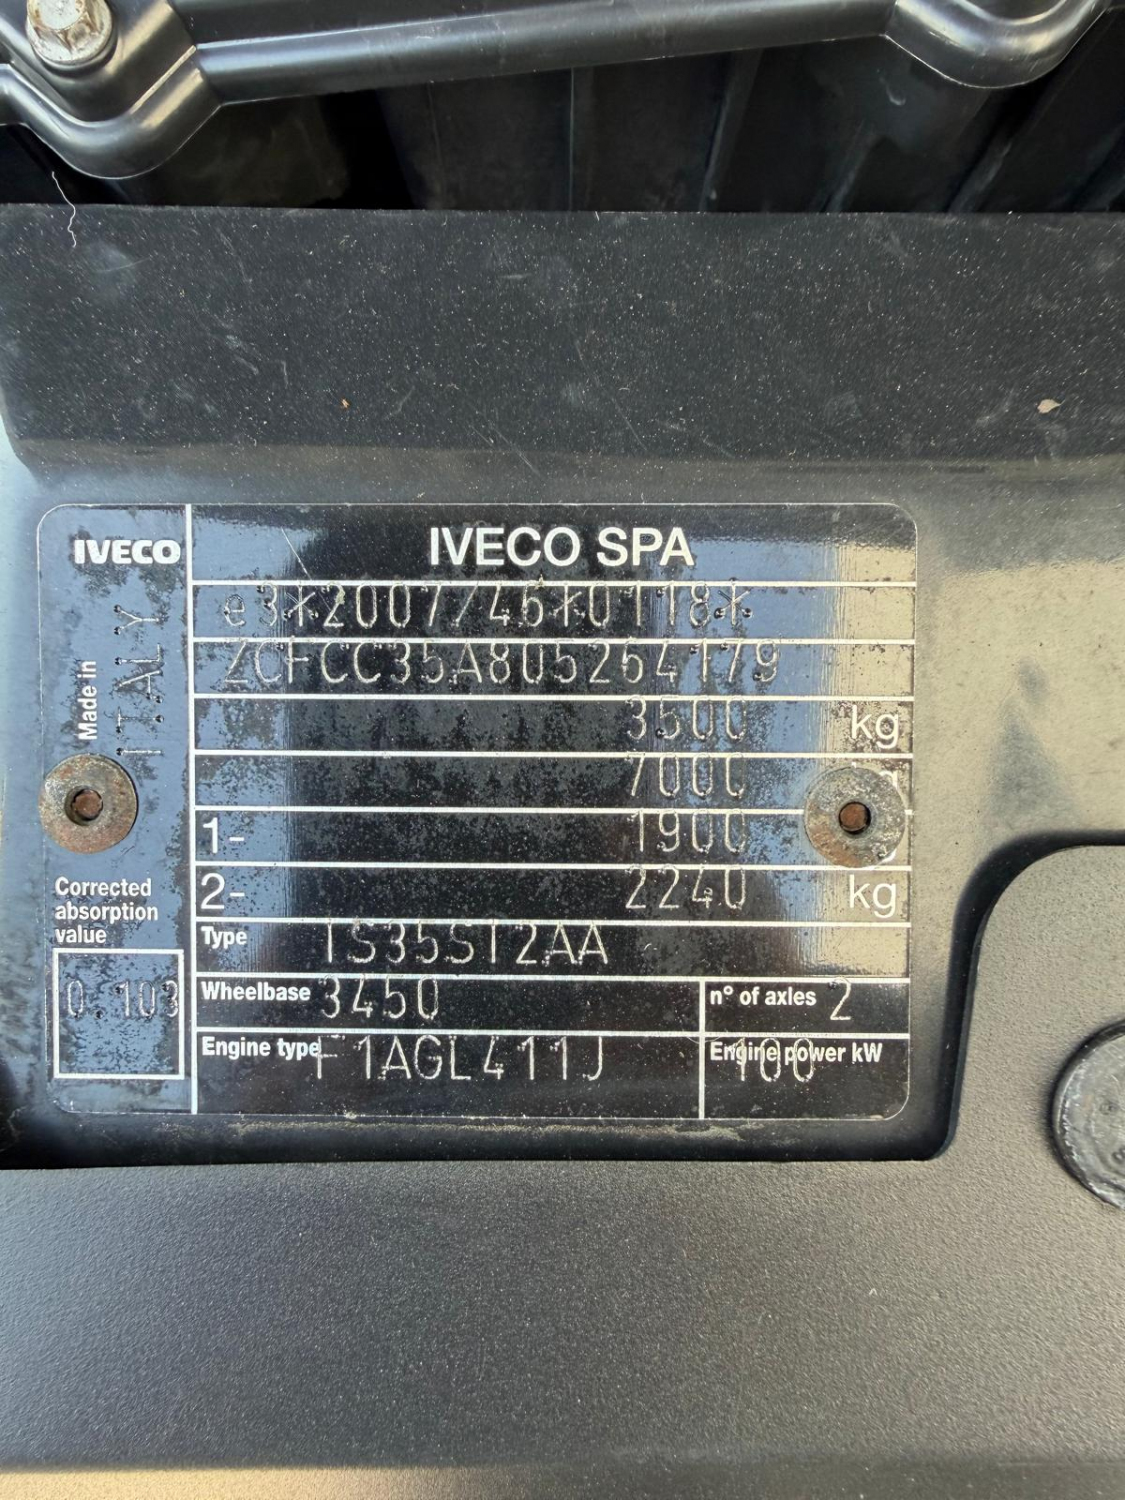 IVECO
IVECO SPA
e3*2007/46*0118*
ZCFCC35A805264179
3500 kg
7000
1- 1900
2- 2240 kg
Type IS35SI2AA
Wheelbase 3450
n° of axles 2
Engine type F1AGL411J
Engine power kW 100
Made in ITALY
Corrected
absorption
value
0.103